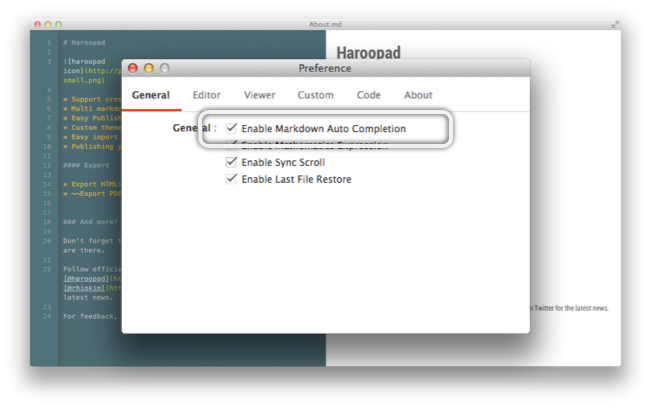 About.md
1 # Haroopad
2
3 ![haroopad
icon](http://p
small.png)
4
5 * Support cros
6 * Multi markdo
7 * Easy Publish
8 * Custom theme
9 * Easy import
10 * Publishing y
11
12 #### Export
13
14 * Export HTML:
15 * ~~Export PDF
16
17
18 ### And more?
19
20 Don't forget t
are there.
21
22 Follow officia
[@haroopad](ht
[@rhiokim](htt
latest news.
23
24 For feedback,
Haroopad
Preference
General Editor Viewer Custom Code About
General : Enable Markdown Auto Completion
Enable Mathematics Expression
Enable Sync Scroll
Enable Last File Restore
Twitter for the latest news.